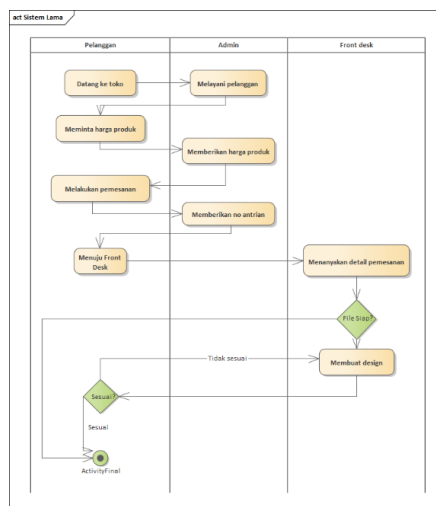 act Sistem Lama
Pelanggan
Admin
Front desk
Datang ke toko
Melayani pelanggan
Meminta harga produk
Memberikan harga produk
Melakukan pemesanan
Memberikan no antrian
Menuju Front
Desk
Menanyakan detail pemesanan
File Siap?
Tidak sesuai
Membuat design
Sesuai?
Sesuai
ActivityFinal